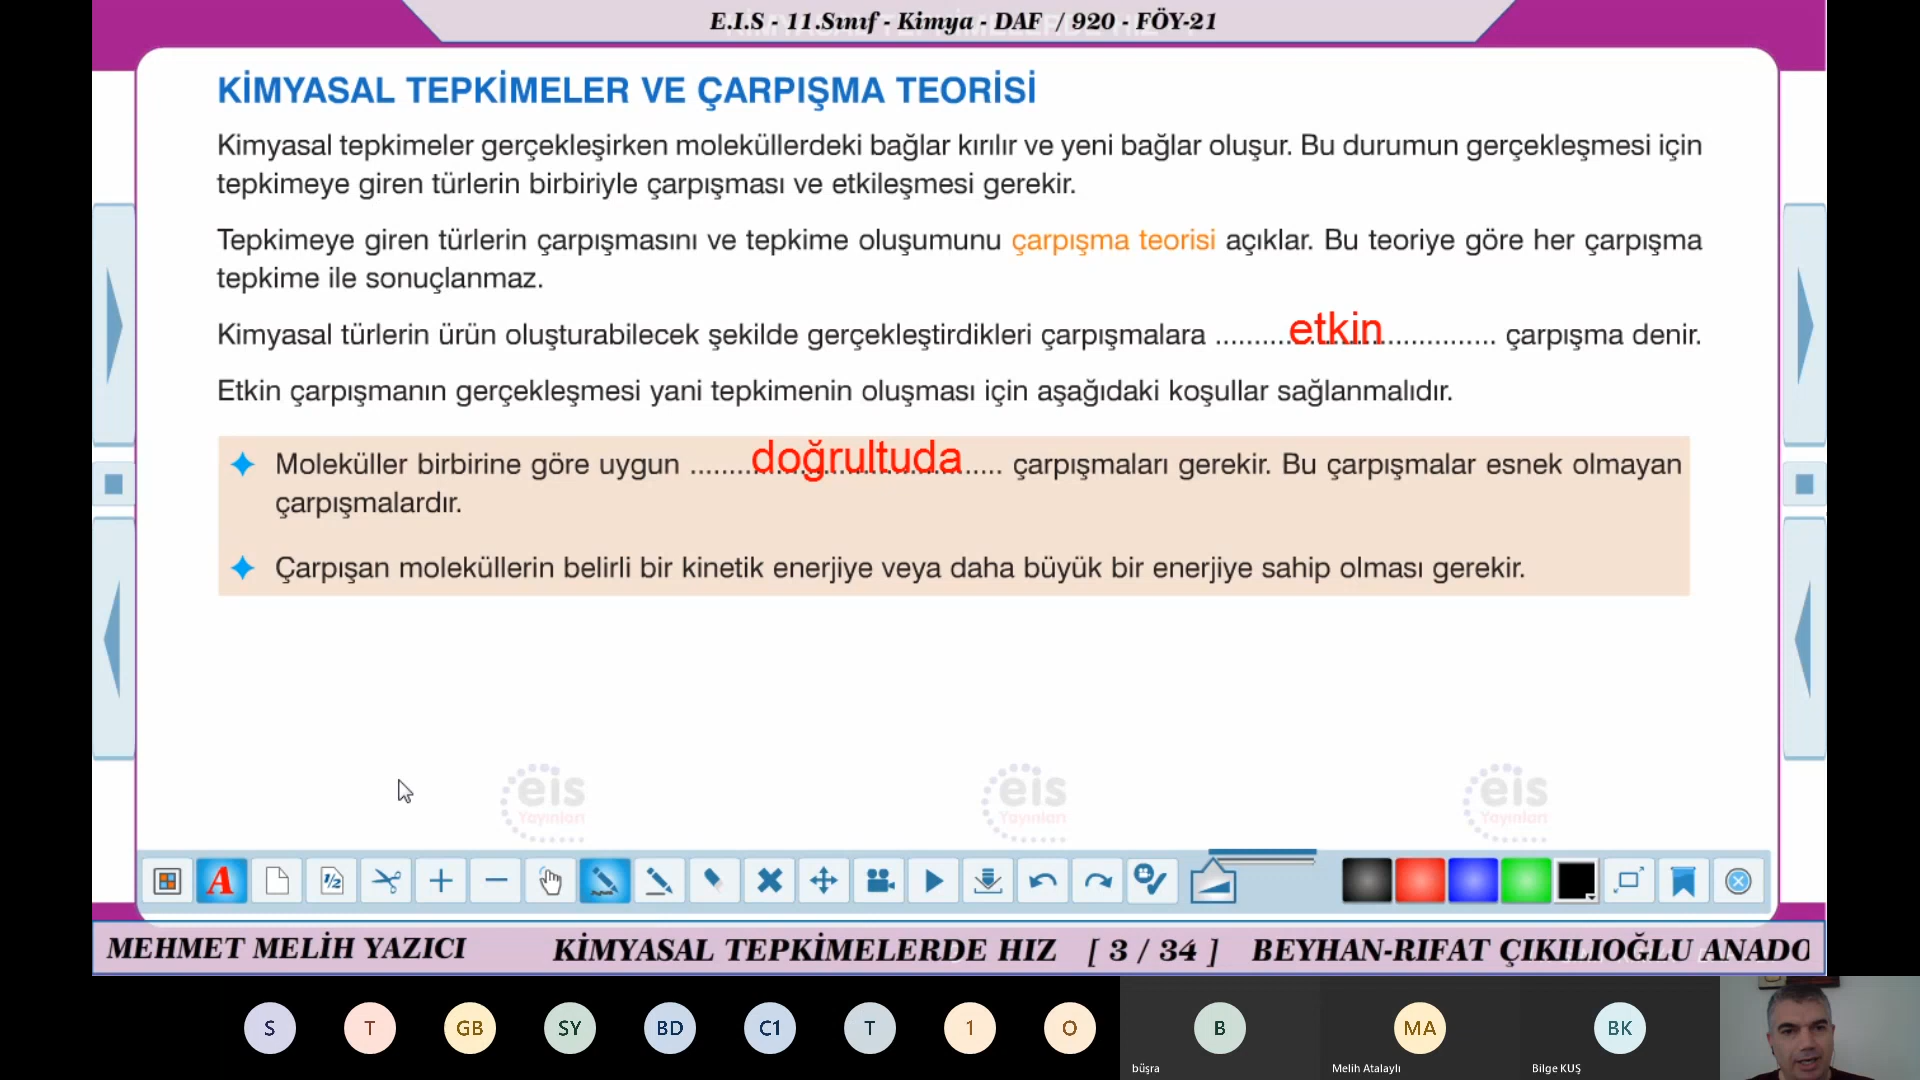 E.I.S - 11.Sınıf - Kimya - DAF / 920 - FÖY-21
KİMYASAL TEPKİMELER VE ÇARPIŞMA TEORİSİ
Kimyasal tepkimeler gerçekleşirken moleküllerdeki bağlar kırılır ve yeni bağlar oluşur. Bu durumun gerçekleşmesi için
tepkimeye giren türlerin birbiriyle çarpışması ve etkileşmesi gerekir.
Tepkimeye giren türlerin çarpışmasını ve tepkime oluşumunu çarpışma teorisi açıklar. Bu teoriye göre her çarpışma
tepkime ile sonuçlanmaz.
Kimyasal türlerin ürün oluşturabilecek şekilde gerçekleştirdikleri çarpışmalara .........etkin.............. çarpışma denir.
Etkin çarpışmanın gerçekleşmesi yani tepkimenin oluşması için aşağıdaki koşullar sağlanmalıdır.
Moleküller birbirine göre uygun ........doğrultuda..... çarpışmaları gerekir. Bu çarpışmalar esnek olmayan
çarpışmalardır.
Çarpışan moleküllerin belirli bir kinetik enerjiye veya daha büyük bir enerjiye sahip olması gerekir.
eis eis eis
Yayınları Yayınları Yayınları
A 1/2
MEHMET MELİH YAZICI KİMYASAL TEPKİMELERDE HIZ [ 3 / 34 ] BEYHAN-RIFAT ÇIKILIOĞLU ANADO
S T GB SY BD C1 T 1 O B MA BK
büşra Melih Atalaylı Bilge KUŞ